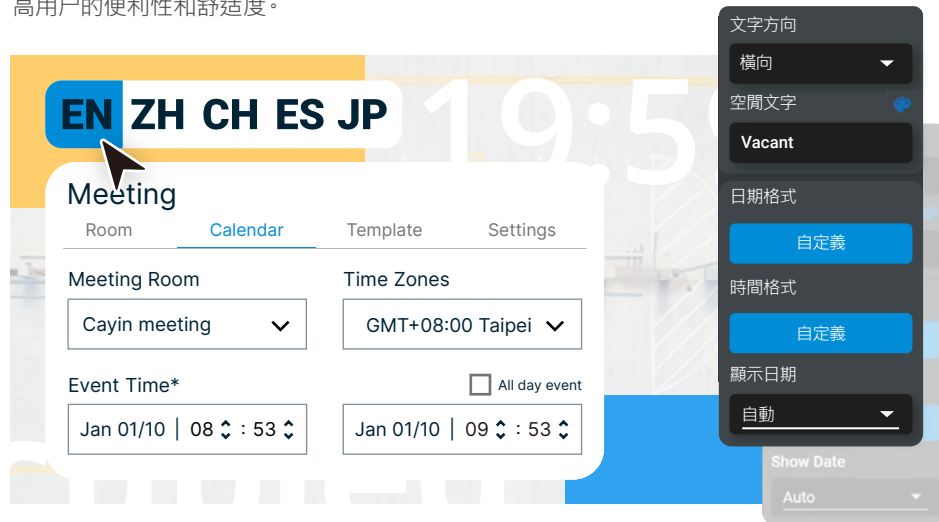 高用户的便利性和舒适度。
19:59
EN ZH CH ES JP
Meeting
Room Calendar Template Settings
Meeting Room Time Zones
Cayin meeting GMT+08:00 Taipei
Event Time* All day event
Jan 01/10 | 08 : 53 Jan 01/10 | 09 : 53
文字方向
橫向
空閒文字
Vacant
日期格式
自定義
時間格式
自定義
顯示日期
自動
Show Date
Auto